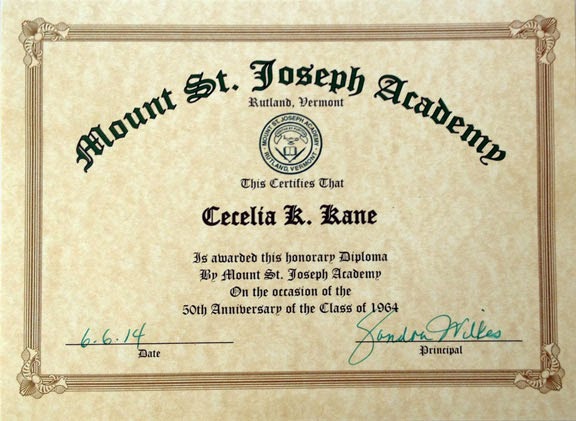 Mount St. Joseph Academy
Rutland, Vermont
MOUNT ST. JOSEPH ACADEMY
RUTLAND, VERMONT
This Certifies That
Cecelia K. Kane
Is awarded this honorary Diploma
By Mount St. Joseph Academy
On the occasion of the
50th Anniversary of the Class of 1964
6.6.14 Sandra Wilkes
Date Principal